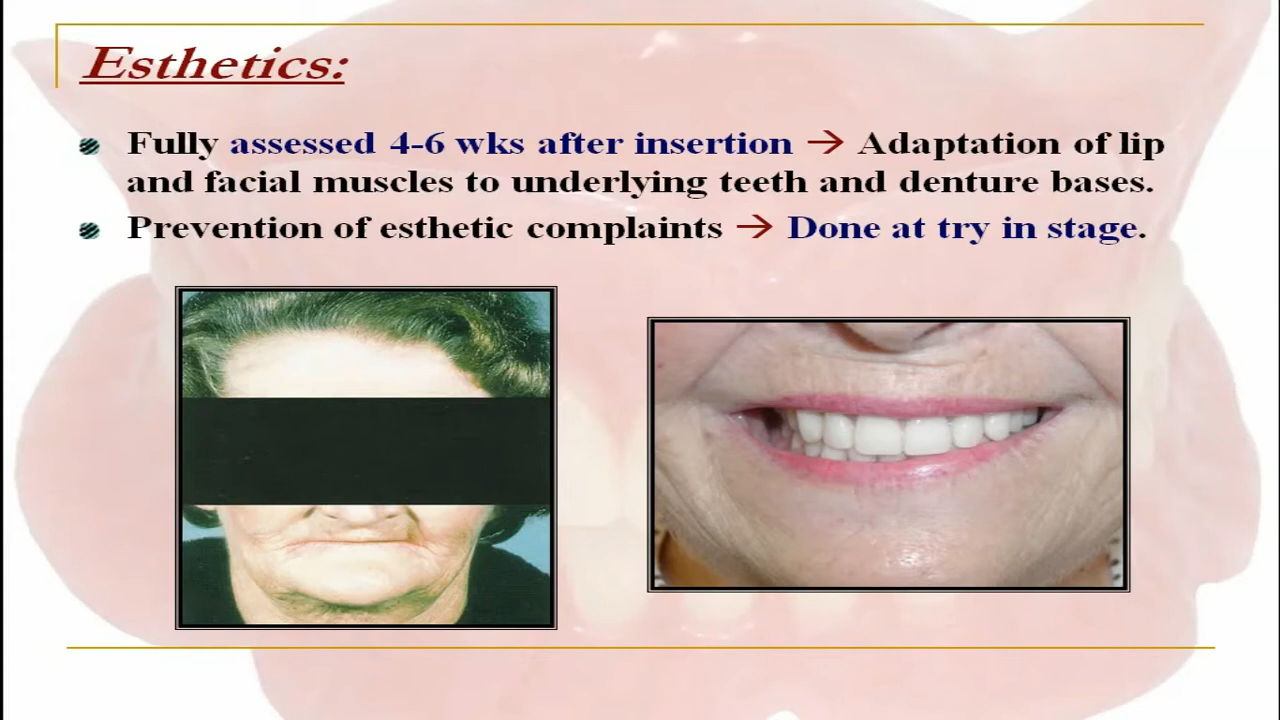 Esthetics:
Fully assessed 4-6 wks after insertion → Adaptation of lip
and facial muscles to underlying teeth and denture bases.
Prevention of esthetic complaints → Done at try in stage.